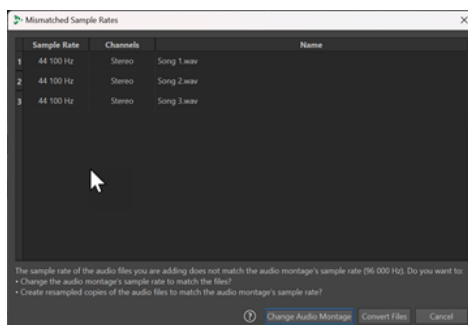 Mismatched Sample Rates
Sample Rate Channels Name
1 44 100 Hz Stereo Song 1.wav
2 44 100 Hz Stereo Song 2.wav
3 44 100 Hz Stereo Song 3.wav
The sample rate of the audio files you are adding does not match the audio montage's sample rate (96 000 Hz). Do you want to:
• Change the audio montage's sample rate to match the files?
• Create resampled copies of the audio files to match the audio montage's sample rate?
? Change Audio Montage Convert Files Cancel